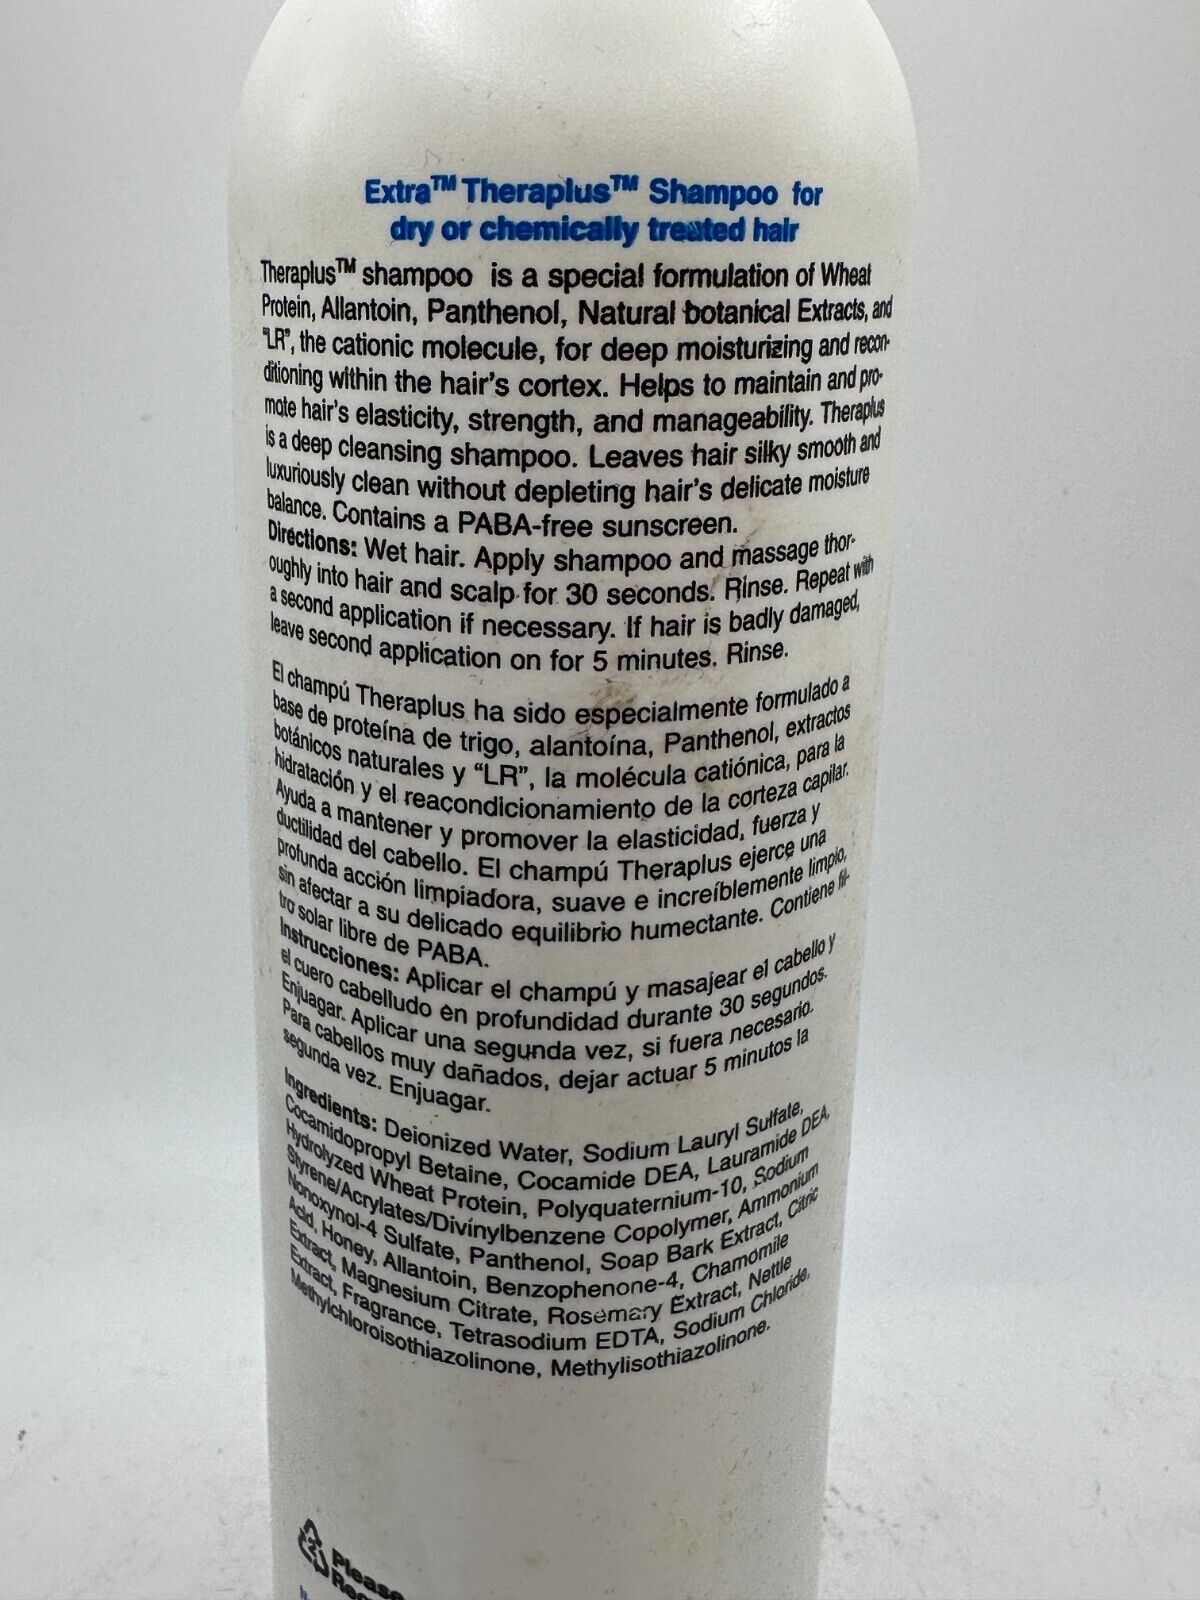 Extra™ Theraplus™ Shampoo for
dry or chemically treated hair
Theraplus™ shampoo is a special formulation of Wheat
Protein, Allantoin, Panthenol, Natural botanical Extracts, and
"LR", the cationic molecule, for deep moisturizing and recon-
ditioning within the hair's cortex. Helps to maintain and pro-
mote hair's elasticity, strength, and manageability. Theraplus
is a deep cleansing shampoo. Leaves hair silky smooth and
luxuriously clean without depleting hair's delicate moisture
balance. Contains a PABA-free sunscreen.
Directions: Wet hair. Apply shampoo and massage thor-
oughly into hair and scalp for 30 seconds. Rinse. Repeat with
a second application if necessary. If hair is badly damaged,
leave second application on for 5 minutes. Rinse.
El champú Theraplus ha sido especialmente formulado a
base de proteína de trigo, alantoína, Panthenol, extractos
botánicos naturales y "LR", la molécula catiónica, para la
hidratación y el reacondicionamiento de la corteza capilar.
Ayuda a mantener y promover la elasticidad, fuerza y
ductilidad del cabello. El champú Theraplus ejerce una
profunda acción limpiadora, suave e increíblemente limpio,
sin afectar a su delicado equilibrio humectante. Contiene fil-
tro solar libre de PABA.
Instrucciones: Aplicar el champú y masajear el cabello y
el cuero cabelludo en profundidad durante 30 segundos.
Enjuagar. Aplicar una segunda vez, si fuera necesario.
Para cabellos muy dañados, dejar actuar 5 minutos la
segunda vez. Enjuagar.
Ingredients: Deionized Water, Sodium Lauryl Sulfate,
Cocamidopropyl Betaine, Cocamide DEA, Lauramide DEA,
Hydrolyzed Wheat Protein, Polyquaternium-10, Sodium
Styrene/Acrylates/Divinylbenzene Copolymer, Ammonium
Nonoxynol-4 Sulfate, Panthenol, Soap Bark Extract, Citric
Acid, Honey, Allantoin, Benzophenone-4, Chamomile
Extract, Magnesium Citrate, Rosemary Extract, Nettle
Extract, Fragrance, Tetrasodium EDTA, Sodium Chloride,
Methylchloroisothiazolinone, Methylisothiazolinone.
2
Please